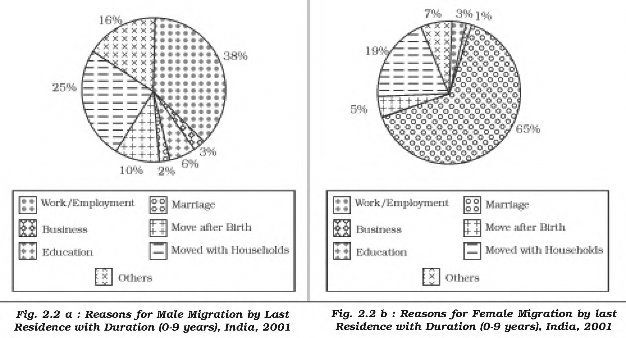 16%
38%
25%
3%
6%
2%
10%
Work/Employment
Marriage
Business
Move after Birth
Education
Moved with Households
Others
Fig. 2.2 a : Reasons for Male Migration by Last
Residence with Duration (0-9 years), India, 2001
7%
3%
1%
19%
5%
65%
Work/Employment
Marriage
Business
Move after Birth
Education
Moved with Households
Others
Fig. 2.2 b : Reasons for Female Migration by last
Residence with Duration (0-9 years), India, 2001